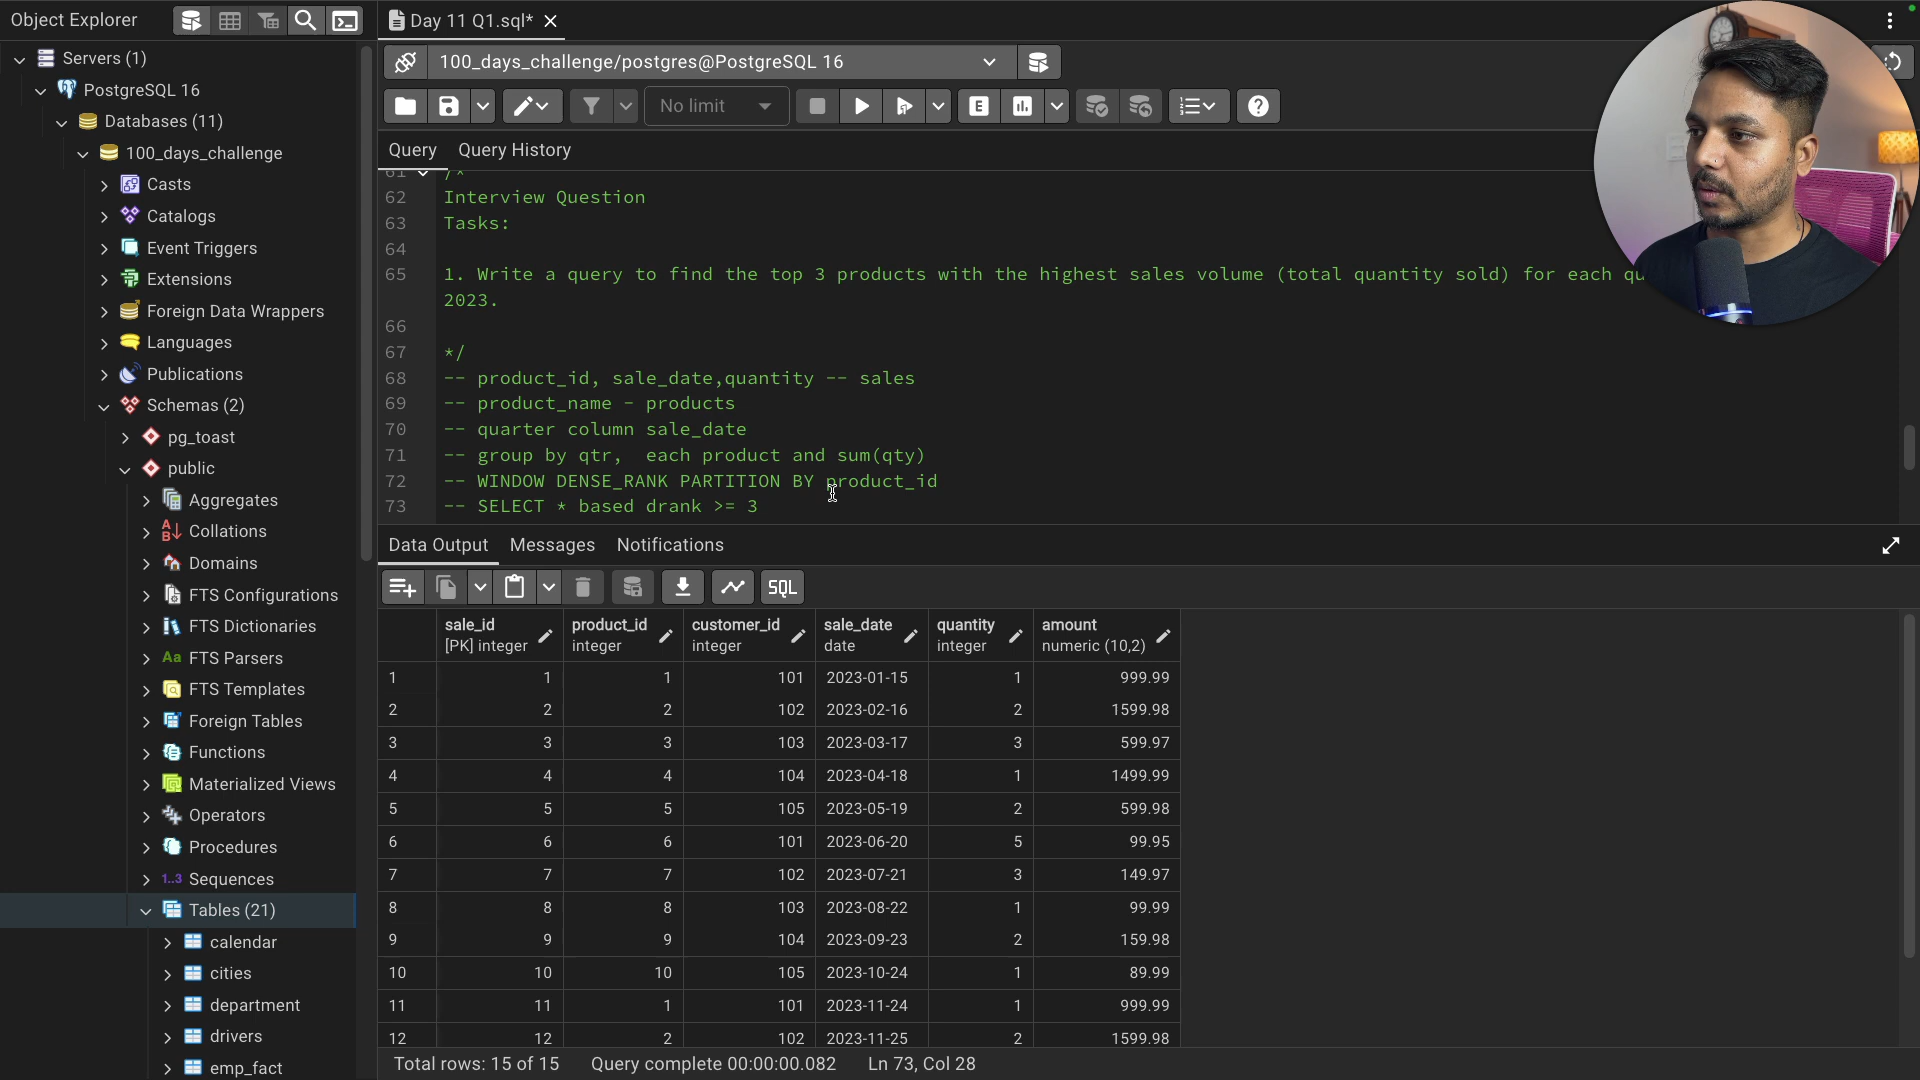 Object Explorer
Day 11 Q1.sql*
Servers (1)
PostgreSQL 16
Databases (11)
100_days_challenge
Casts
Catalogs
Event Triggers
Extensions
Foreign Data Wrappers
Languages
Publications
Schemas (2)
pg_toast
public
Aggregates
Collations
Domains
FTS Configurations
FTS Dictionaries
Aa FTS Parsers
FTS Templates
Foreign Tables
Functions
Materialized Views
Operators
Procedures
1..3 Sequences
Tables (21)
calendar
cities
department
drivers
emp_fact
100_days_challenge/postgres@PostgreSQL 16
No limit
E
Query Query History
61 /*
62 Interview Question
63 Tasks:
64
65 1. Write a query to find the top 3 products with the highest sales volume (total quantity sold) for each
2023.
66
67 */
68 -- product_id, sale_date,quantity -- sales
69 -- product_name - products
70 -- quarter column sale_date
71 -- group by qtr,  each product and sum(qty)
72 -- WINDOW DENSE_RANK PARTITION BY product_id
73 -- SELECT * based drank >= 3
Data Output Messages Notifications
SQL
sale_id product_id customer_id sale_date quantity amount
[PK] integer integer integer date integer numeric (10,2)
1 1 1 101 2023-01-15 1 999.99
2 2 2 102 2023-02-16 2 1599.98
3 3 3 103 2023-03-17 3 599.97
4 4 4 104 2023-04-18 1 1499.99
5 5 5 105 2023-05-19 2 599.98
6 6 6 101 2023-06-20 5 99.95
7 7 7 102 2023-07-21 3 149.97
8 8 8 103 2023-08-22 1 99.99
9 9 9 104 2023-09-23 2 159.98
10 10 10 105 2023-10-24 1 89.99
11 11 1 101 2023-11-24 1 999.99
12 12 2 102 2023-11-25 2 1599.98
Total rows: 15 of 15 Query complete 00:00:00.082 Ln 73, Col 28